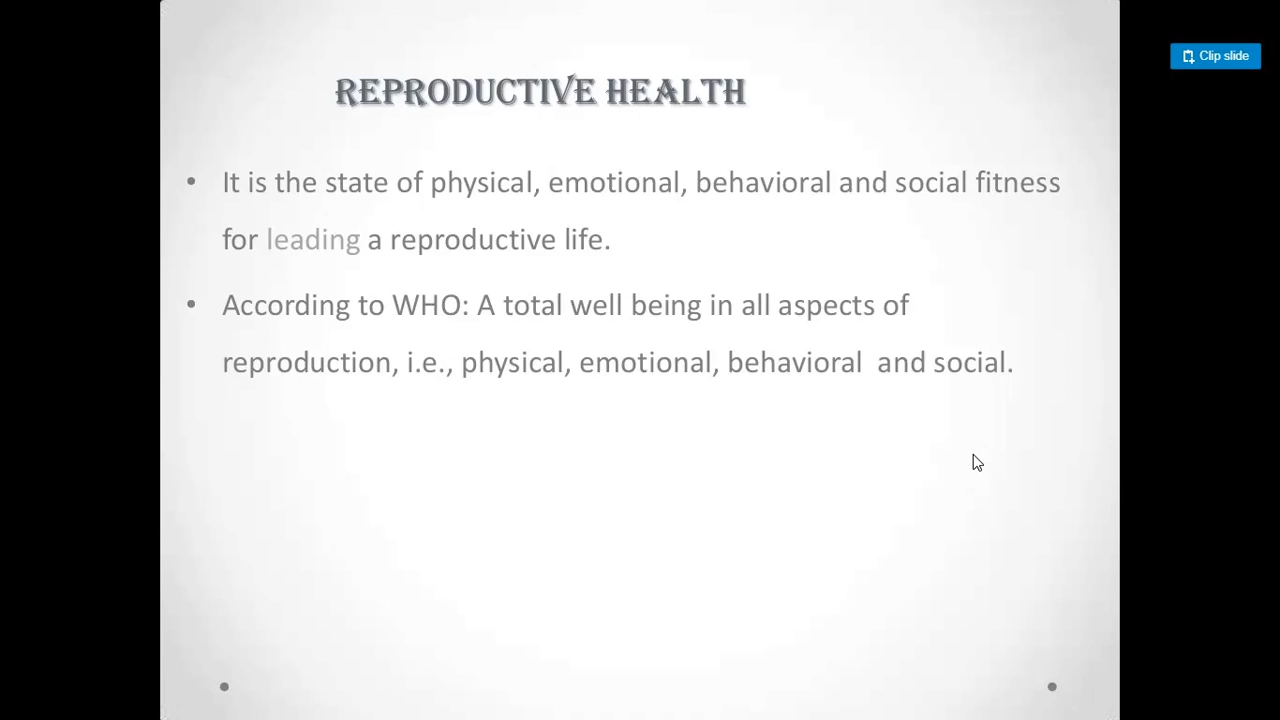 Clip slide
REPRODUCTIVE HEALTH
• It is the state of physical, emotional, behavioral and social fitness
for leading a reproductive life.
• According to WHO: A total well being in all aspects of
reproduction, i.e., physical, emotional, behavioral  and social.